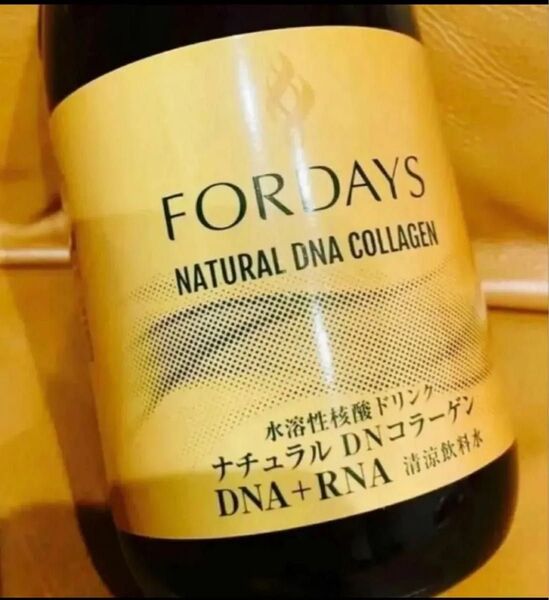 FORDAYS
NATURAL DNA COLLAGEN
水溶性核酸ドリンク
ナチュラル DNコラーゲン
DNA+RNA 清涼飲料水